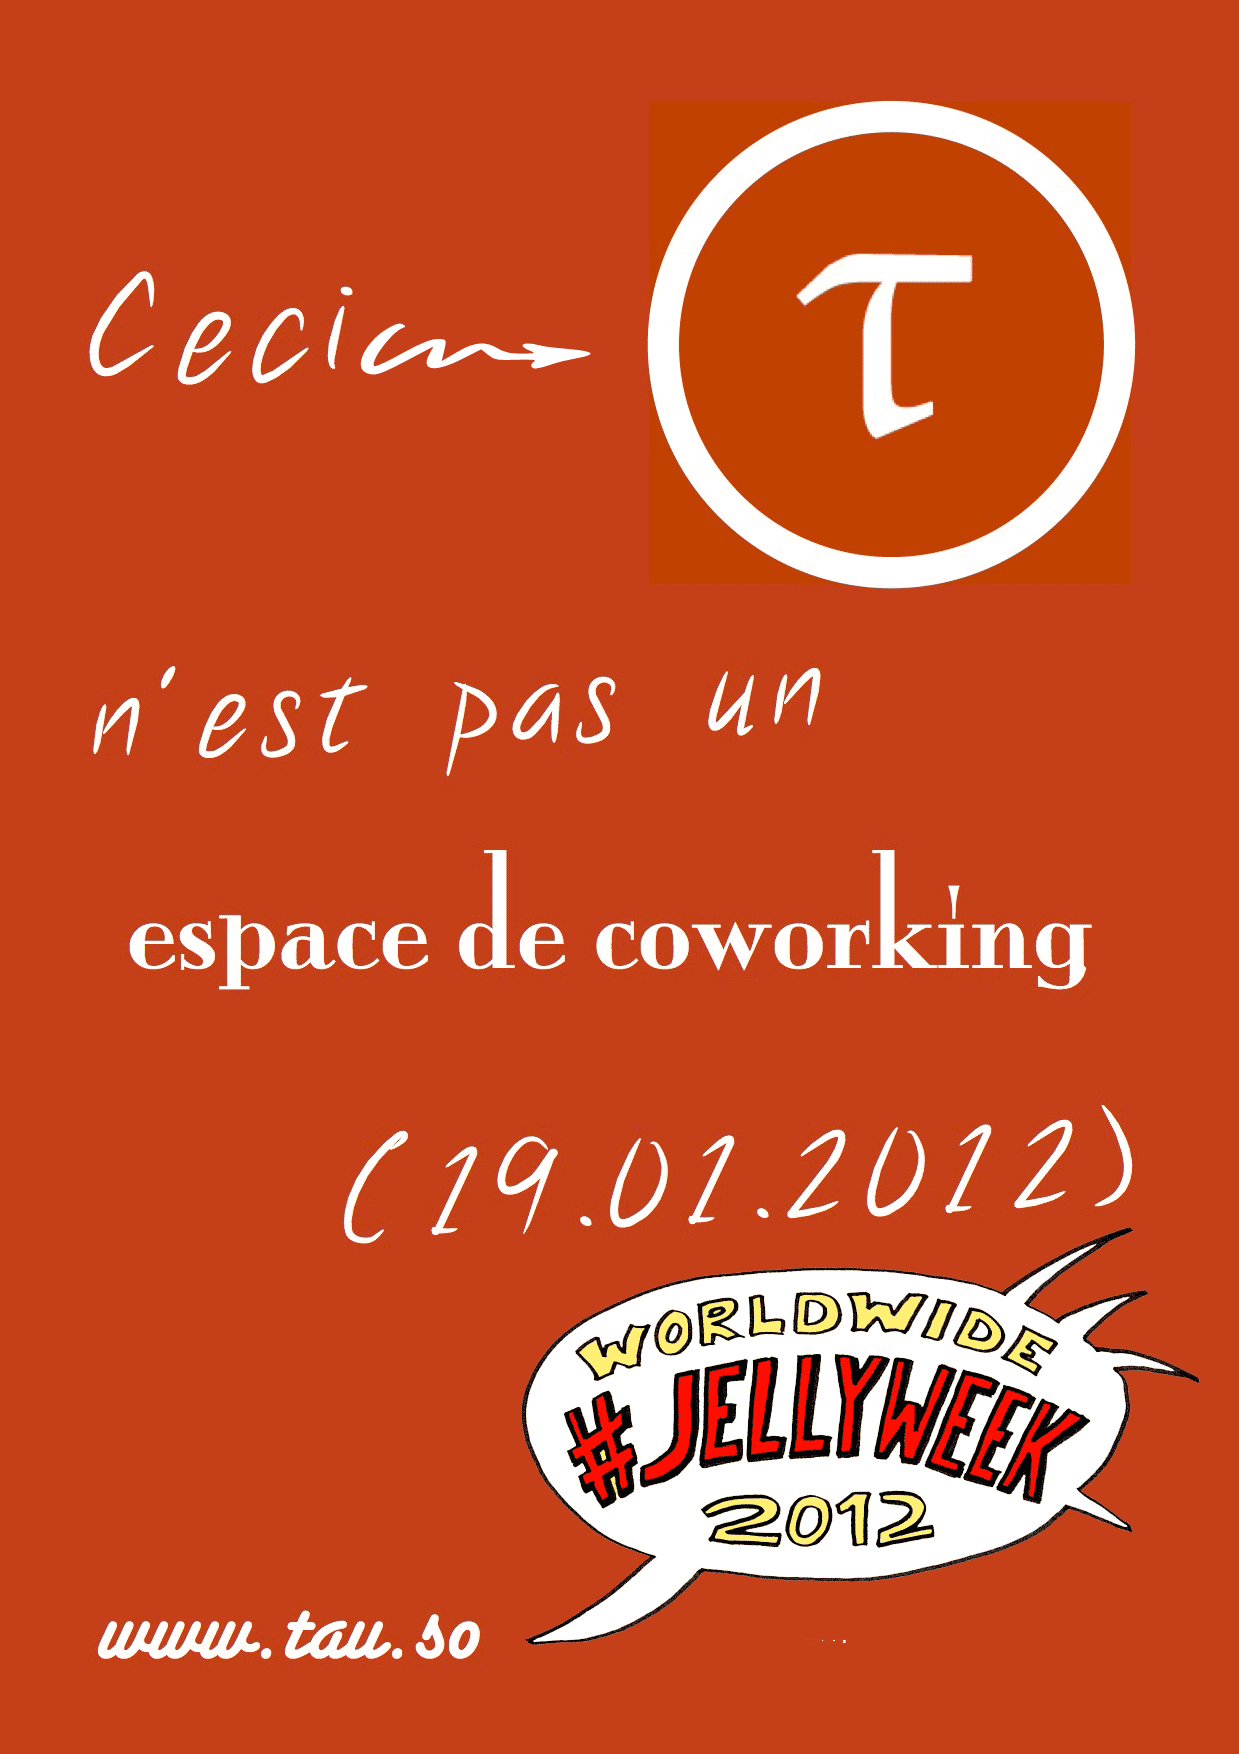 Ceci
τ
n'est pas un
espace de coworking
(19.01.2012)
WORLDWIDE
#JELLYWEEK
2012
www.tau.so